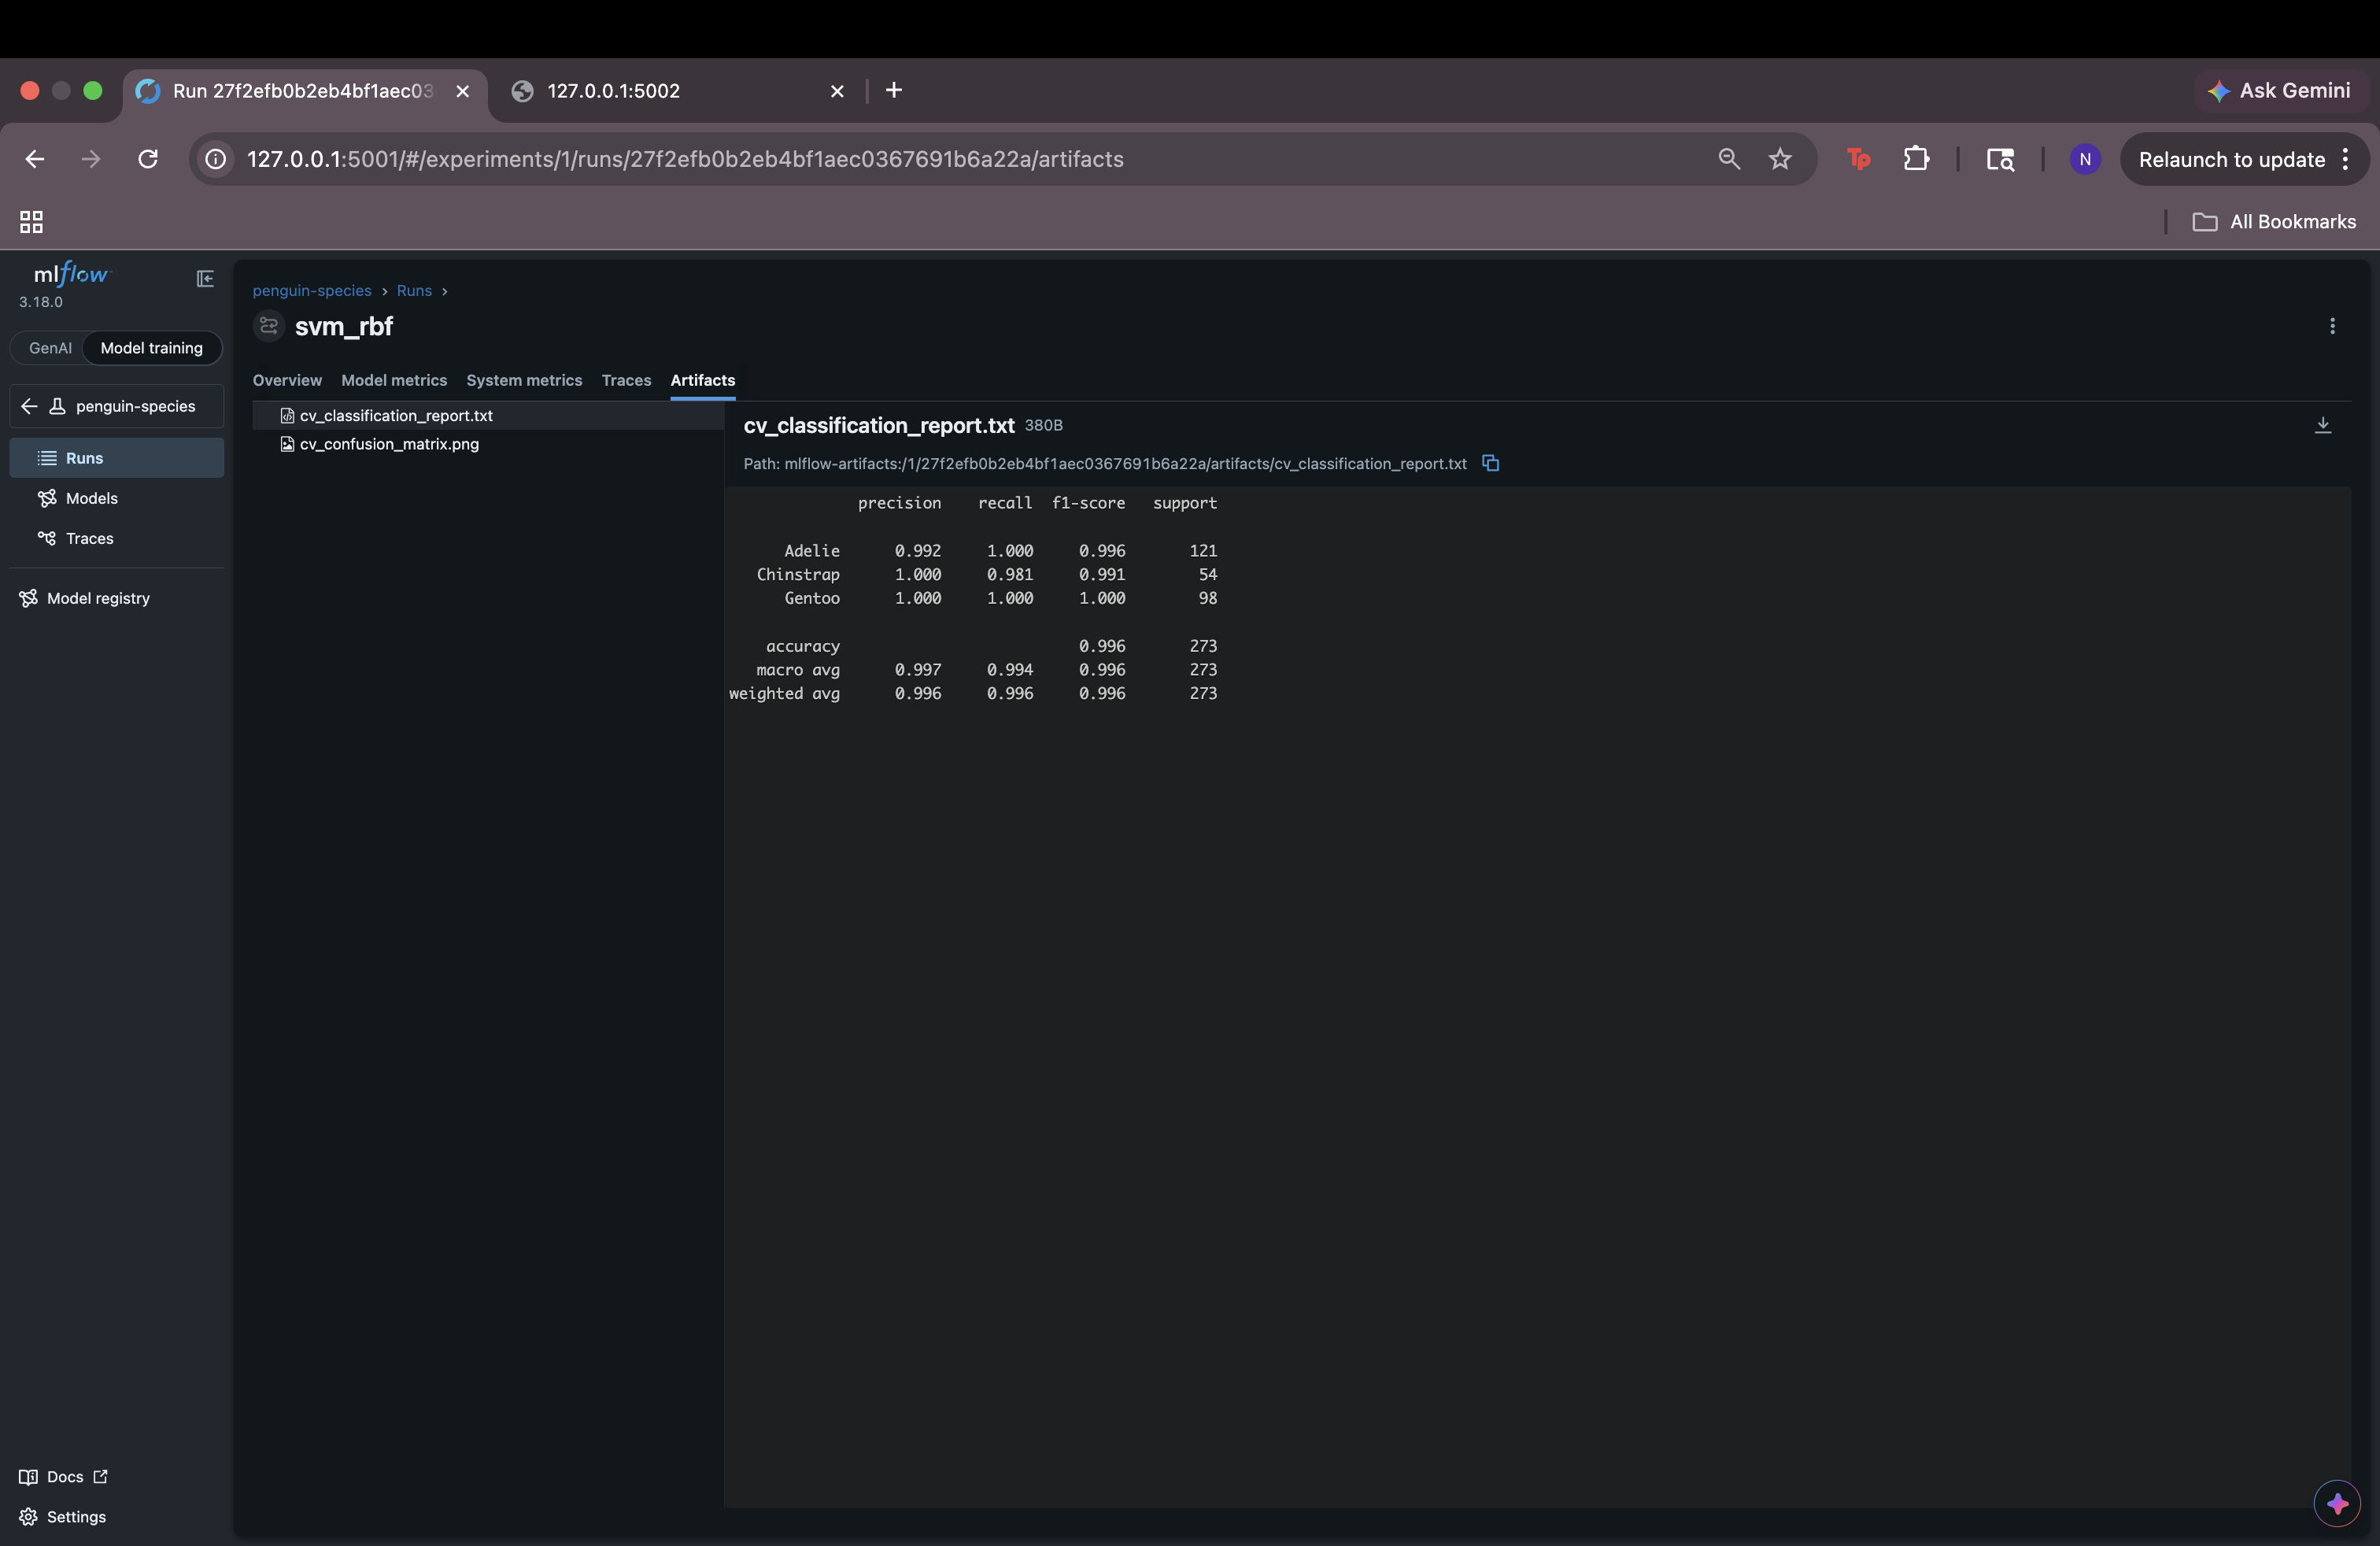 Run 27f2efb0b2eb4bf1aec03
127.0.0.1:5002
Ask Gemini
127.0.0.1:5001/#/experiments/1/runs/27f2efb0b2eb4bf1aec0367691b6a22a/artifacts
Tp
N
Relaunch to update
All Bookmarks
mlflow
3.18.0
GenAI
Model training
penguin-species
Runs
Models
Traces
Model registry
Docs
Settings
penguin-species › Runs ›
svm_rbf
Overview Model metrics System metrics Traces Artifacts
cv_classification_report.txt
cv_confusion_matrix.png
cv_classification_report.txt 380B
Path: mlflow-artifacts:/1/27f2efb0b2eb4bf1aec0367691b6a22a/artifacts/cv_classification_report.txt
precision recall f1-score support
Adelie 0.992 1.000 0.996 121
Chinstrap 1.000 0.981 0.991 54
Gentoo 1.000 1.000 1.000 98
accuracy 0.996 273
macro avg 0.997 0.994 0.996 273
weighted avg 0.996 0.996 0.996 273